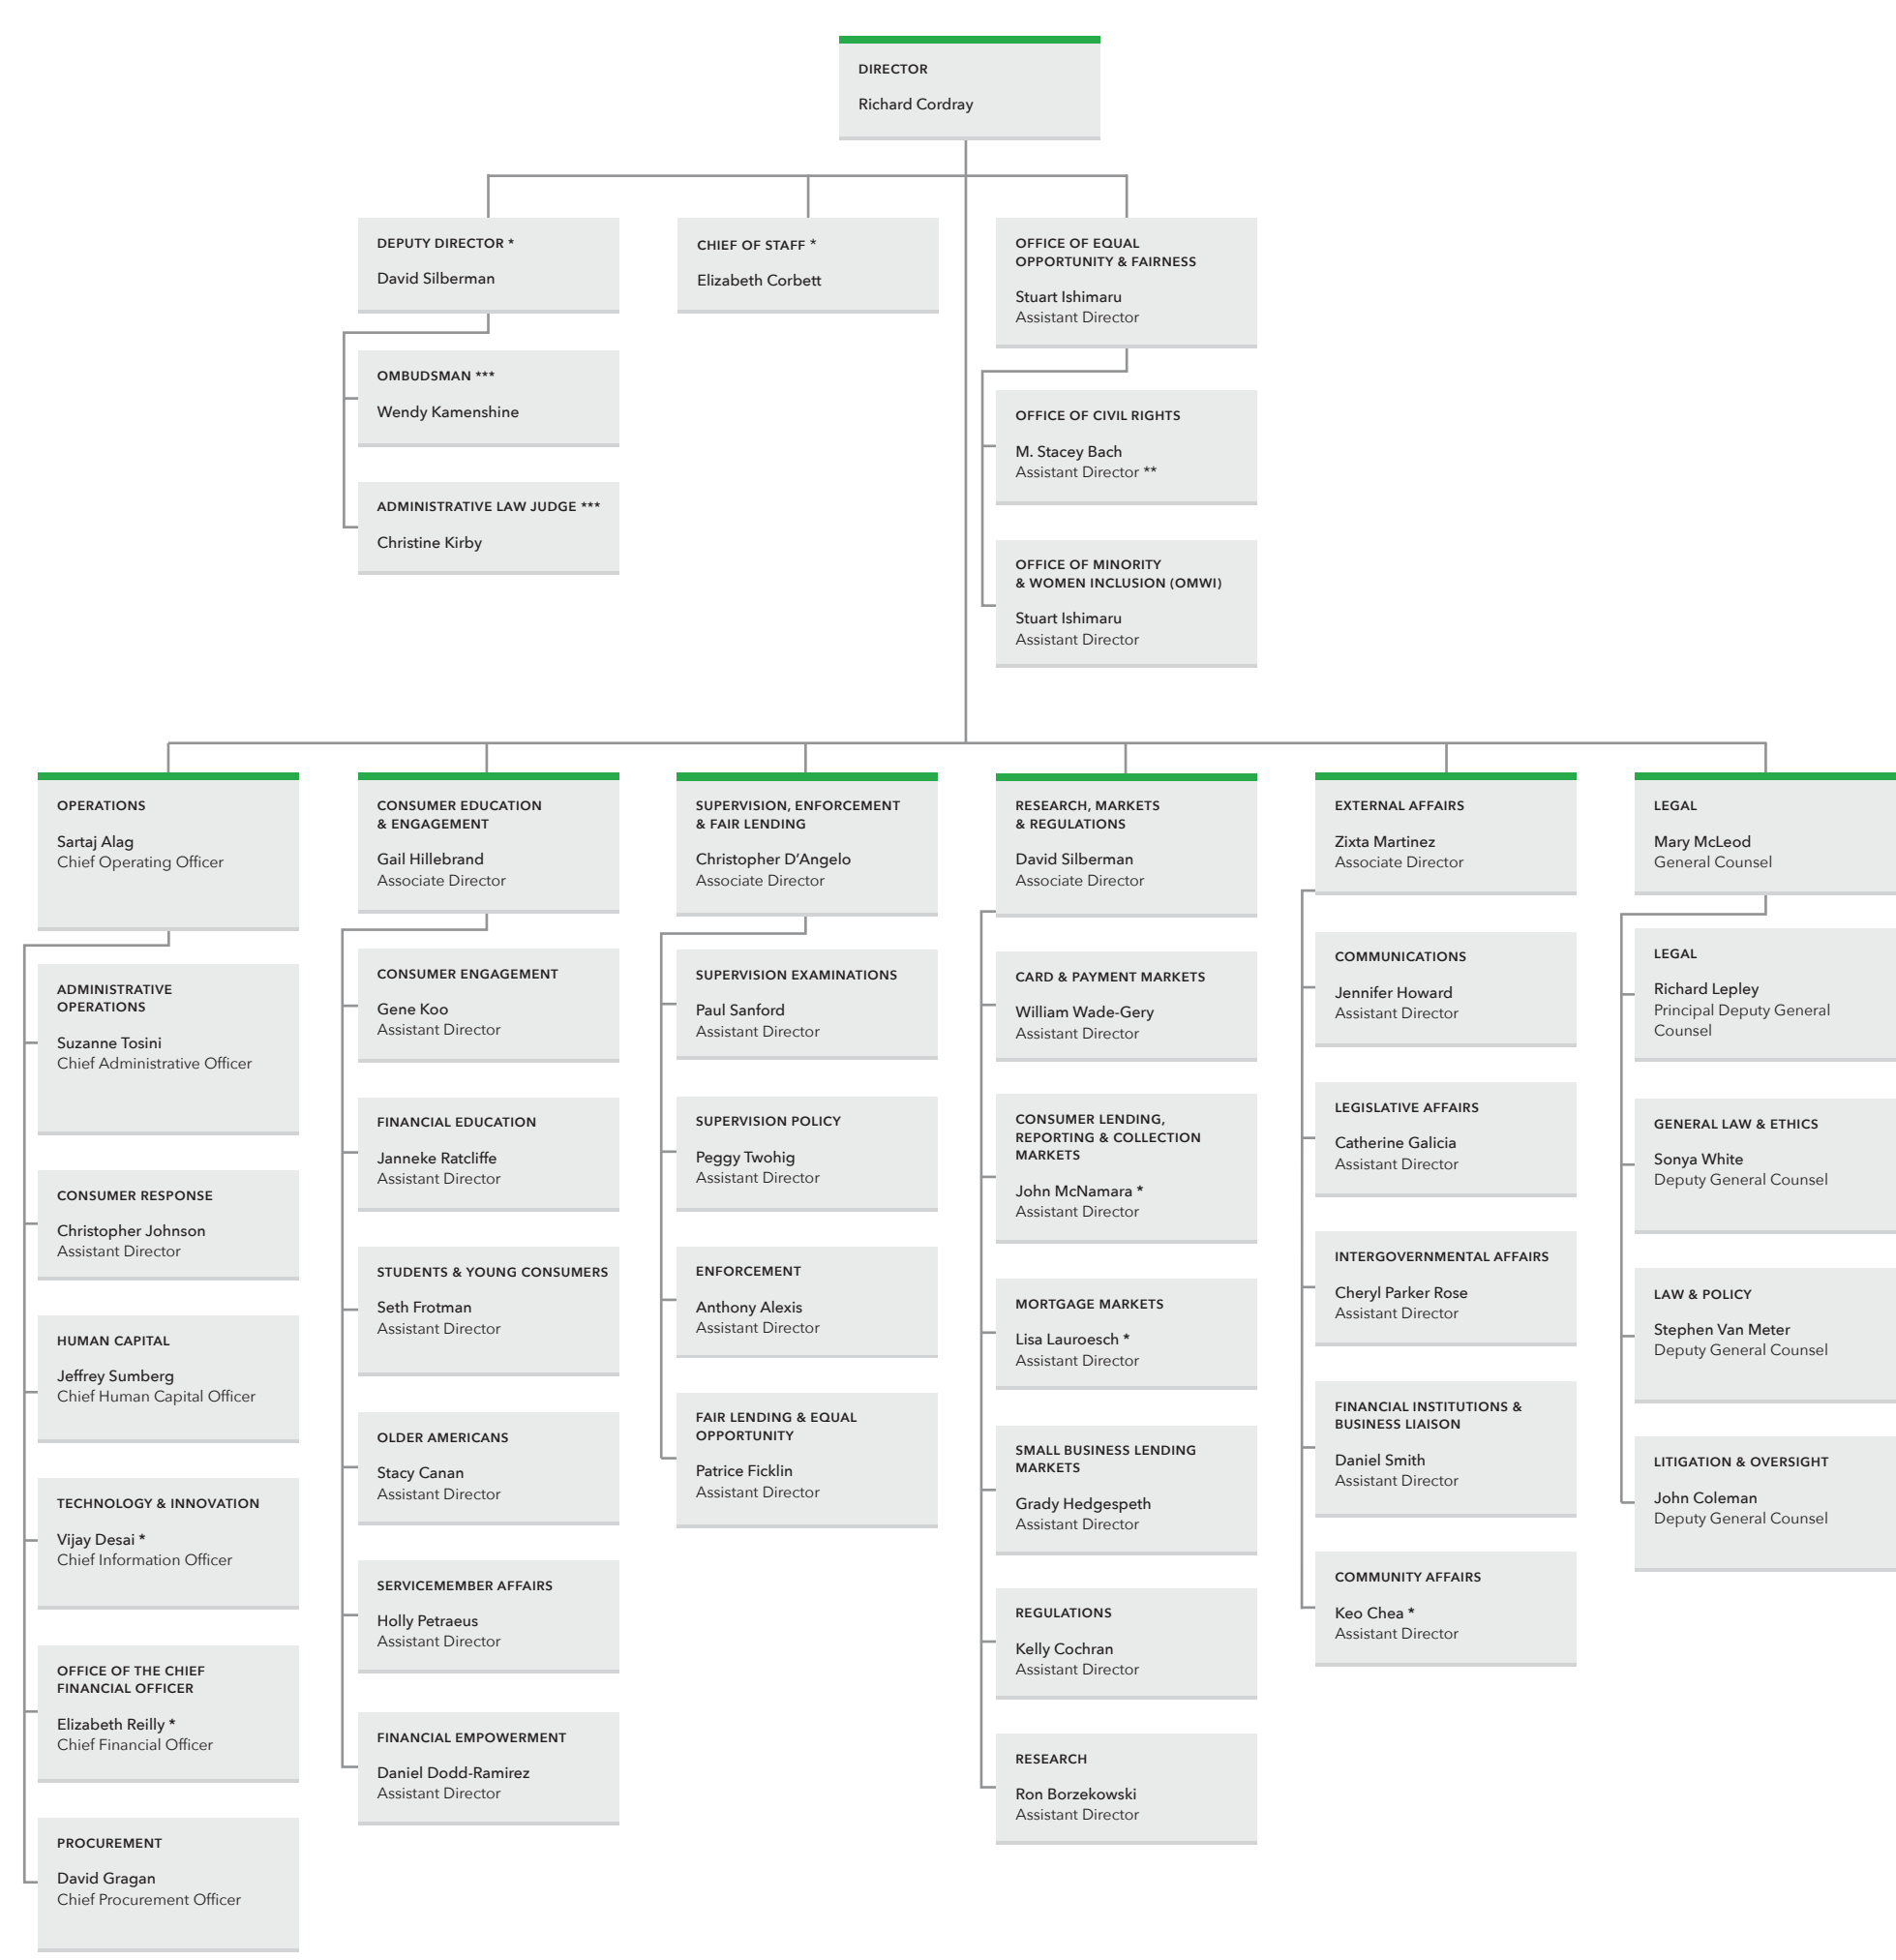 DIRECTOR
Richard Cordray
DEPUTY DIRECTOR *
David Silberman
OMBUDSMAN ***
Wendy Kamenshine
ADMINISTRATIVE LAW JUDGE ***
Christine Kirby
CHIEF OF STAFF *
Elizabeth Corbett
OFFICE OF EQUAL
OPPORTUNITY & FAIRNESS
Stuart Ishimaru
Assistant Director
OFFICE OF CIVIL RIGHTS
M. Stacey Bach
Assistant Director **
OFFICE OF MINORITY
& WOMEN INCLUSION (OMWI)
Stuart Ishimaru
Assistant Director
OPERATIONS
Sartaj Alag
Chief Operating Officer
ADMINISTRATIVE
OPERATIONS
Suzanne Tosini
Chief Administrative Officer
CONSUMER RESPONSE
Christopher Johnson
Assistant Director
HUMAN CAPITAL
Jeffrey Sumberg
Chief Human Capital Officer
TECHNOLOGY & INNOVATION
Vijay Desai *
Chief Information Officer
OFFICE OF THE CHIEF
FINANCIAL OFFICER
Elizabeth Reilly *
Chief Financial Officer
PROCUREMENT
David Gragan
Chief Procurement Officer
CONSUMER EDUCATION
& ENGAGEMENT
Gail Hillebrand
Associate Director
CONSUMER ENGAGEMENT
Gene Koo
Assistant Director
FINANCIAL EDUCATION
Janneke Ratcliffe
Assistant Director
STUDENTS & YOUNG CONSUMERS
Seth Frotman
Assistant Director
OLDER AMERICANS
Stacy Canan
Assistant Director
SERVICEMEMBER AFFAIRS
Holly Petraeus
Assistant Director
FINANCIAL EMPOWERMENT
Daniel Dodd-Ramirez
Assistant Director
SUPERVISION, ENFORCEMENT
& FAIR LENDING
Christopher D’Angelo
Associate Director
SUPERVISION EXAMINATIONS
Paul Sanford
Assistant Director
SUPERVISION POLICY
Peggy Twohig
Assistant Director
ENFORCEMENT
Anthony Alexis
Assistant Director
FAIR LENDING & EQUAL
OPPORTUNITY
Patrice Ficklin
Assistant Director
RESEARCH, MARKETS
& REGULATIONS
David Silberman
Associate Director
CARD & PAYMENT MARKETS
William Wade-Gery
Assistant Director
CONSUMER LENDING,
REPORTING & COLLECTION
MARKETS
John McNamara *
Assistant Director
MORTGAGE MARKETS
Lisa Lauroesch *
Assistant Director
SMALL BUSINESS LENDING
MARKETS
Grady Hedgespeth
Assistant Director
REGULATIONS
Kelly Cochran
Assistant Director
RESEARCH
Ron Borzekowski
Assistant Director
EXTERNAL AFFAIRS
Zixta Martinez
Associate Director
COMMUNICATIONS
Jennifer Howard
Assistant Director
LEGISLATIVE AFFAIRS
Catherine Galicia
Assistant Director
INTERGOVERNMENTAL AFFAIRS
Cheryl Parker Rose
Assistant Director
FINANCIAL INSTITUTIONS &
BUSINESS LIAISON
Daniel Smith
Assistant Director
COMMUNITY AFFAIRS
Keo Chea *
Assistant Director
LEGAL
Mary McLeod
General Counsel
LEGAL
Richard Lepley
Principal Deputy General
Counsel
GENERAL LAW & ETHICS
Sonya White
Deputy General Counsel
LAW & POLICY
Stephen Van Meter
Deputy General Counsel
LITIGATION & OVERSIGHT
John Coleman
Deputy General Counsel